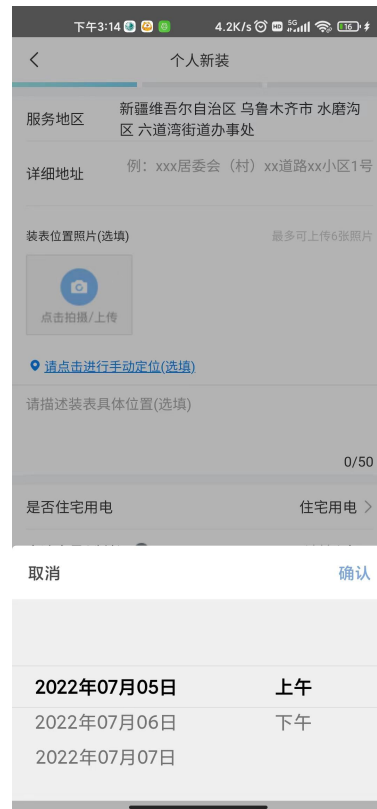 下午3:14 4.2K/s HD 5G 16
个人新装
服务地区 新疆维吾尔自治区 乌鲁木齐市 水磨沟
区 六道湾街道办事处
详细地址 例：xxx居委会（村）xx道路xx小区1号
装表位置照片(选填) 最多可上传6张照片
点击拍摄/上传
请点击进行手动定位(选填)
请描述装表具体位置(选填)
0/50
是否住宅用电 住宅用电
取消 确认
2022年07月05日 上午
2022年07月06日 下午
2022年07月07日